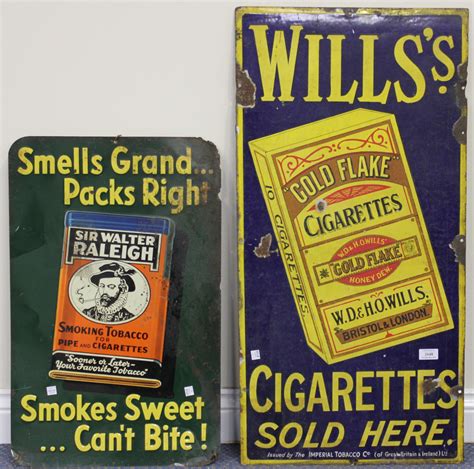 Smells Grand...
Packs Right
SIR WALTER
RALEIGH
SMOKING TOBACCO
FOR
PIPE AND CIGARETTES
"Sooner or Later-
Your Favorite Tobacco"
Smokes Sweet
... Can't Bite!
WILLS'S
"GOLD FLAKE"
CIGARETTES
W.D.& H.O.WILLS'
GOLD FLAKE
HONEY DEW.
W.D.& H.O.WILLS.
BRISTOL & LONDON.
10 CIGARETTES
CIGARETTES
SOLD HERE.
Issued by The IMPERIAL TOBACCO Co (of Great Britain & Ireland)